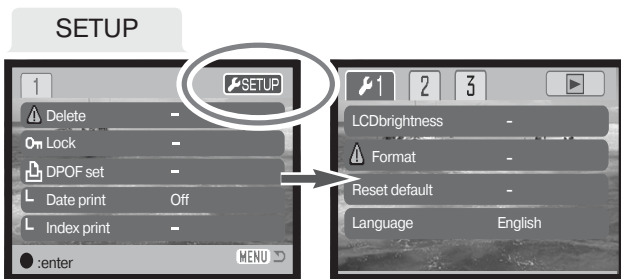 SETUP
1 SETUP
Delete –
Lock –
DPOF set –
Date print Off
Index print –
:enter MENU
1 2 3
LCDbrightness –
Format –
Reset default –
Language English